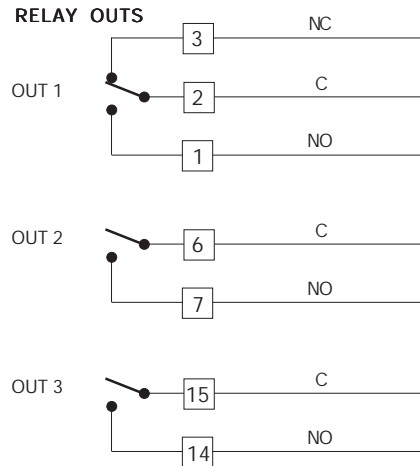 RELAY OUTS
3 NC
OUT 1
2 C
1 NO
OUT 2
6 C
7 NO
OUT 3
15 C
14 NO